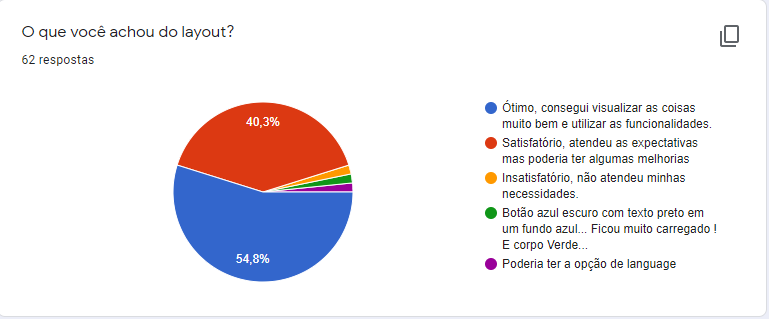 O que você achou do layout?
62 respostas
40,3%
54,8%
Ótimo, consegui visualizar as coisas
muito bem e utilizar as funcionalidades.
Satisfatório, atendeu as expectativas
mas poderia ter algumas melhorias
Insatisfatório, não atendeu minhas
necessidades.
Botão azul escuro com texto preto em
um fundo azul... Ficou muito carregado !
E corpo Verde...
Poderia ter a opção de language